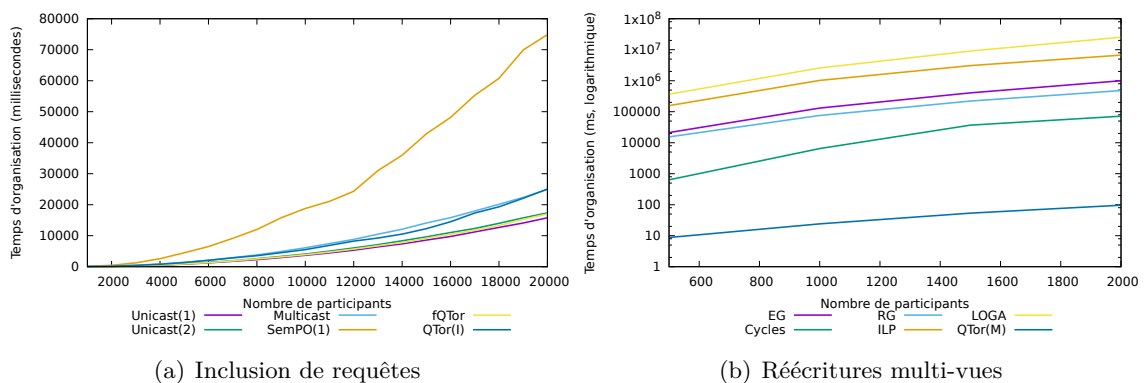 Temps d'organisation (millisecondes)
80000
70000
60000
50000
40000
30000
20000
10000
0
2000 4000 6000 8000 10000 12000 14000 16000 18000 20000
Nombre de participants
Unicast(1) Multicast fQTor
Unicast(2) SemPO(1) QTor(I)
(a) Inclusion de requêtes
Temps d'organisation (ms, logarithmique)
1x10^8
1x10^7
1x10^6
100000
10000
1000
100
10
1
600 800 1000 1200 1400 1600 1800 2000
Nombre de participants
EG RG LOGA
Cycles ILP QTor(M)
(b) Réécritures multi-vues